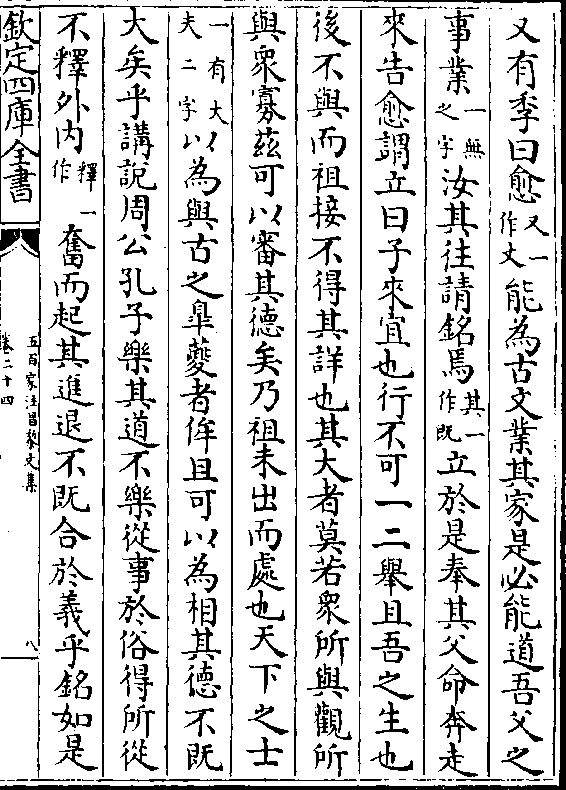 又有季曰愈又一作丈能為古文業其家是必能道吾父之
事業一無之字汝其往請銘焉其一作既立於是奉其父命奔走
來告愈謂立曰子來宜也行不可一二舉且吾之生也
後不與而祖接不得其詳也其大者莫若衆所與觀所
與衆寡兹可以審其德矣乃祖未出而處也天下之士
一有大夫二字以為與古之臯夔者侔且可以為相其德不既
大矣乎講說周公孔子樂其道不樂從事於俗得所從
不釋外内釋一作奮而起其進退不既合於義乎銘如是
欽定四庫全書
五百家注昌黎文集
卷二十四
八